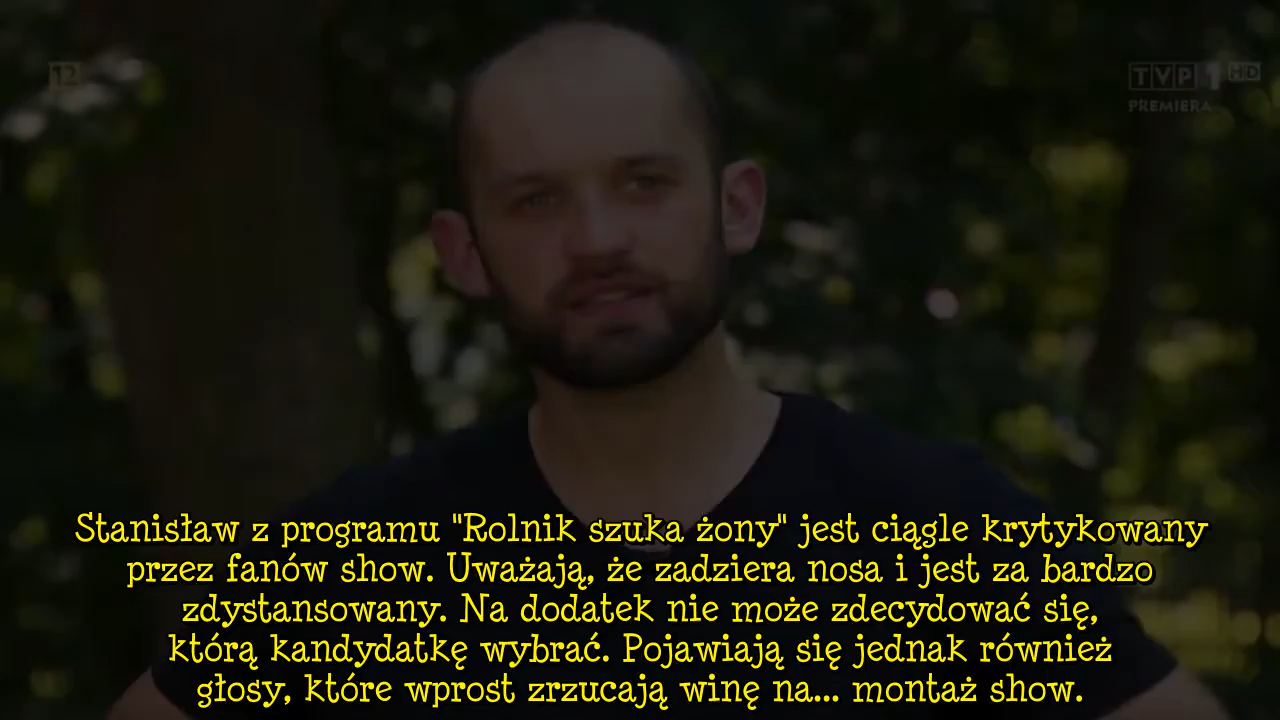 12
TVP 1 HD
PREMIERA
Stanisław z programu "Rolnik szuka żony" jest ciągle krytykowany
przez fanów show. Uważają, że zadziera nosa i jest za bardzo
zdystansowany. Na dodatek nie może zdecydować się,
którą kandydatkę wybrać. Pojawiają się jednak również
głosy, które wprost zrzucają winę na... montaż show.